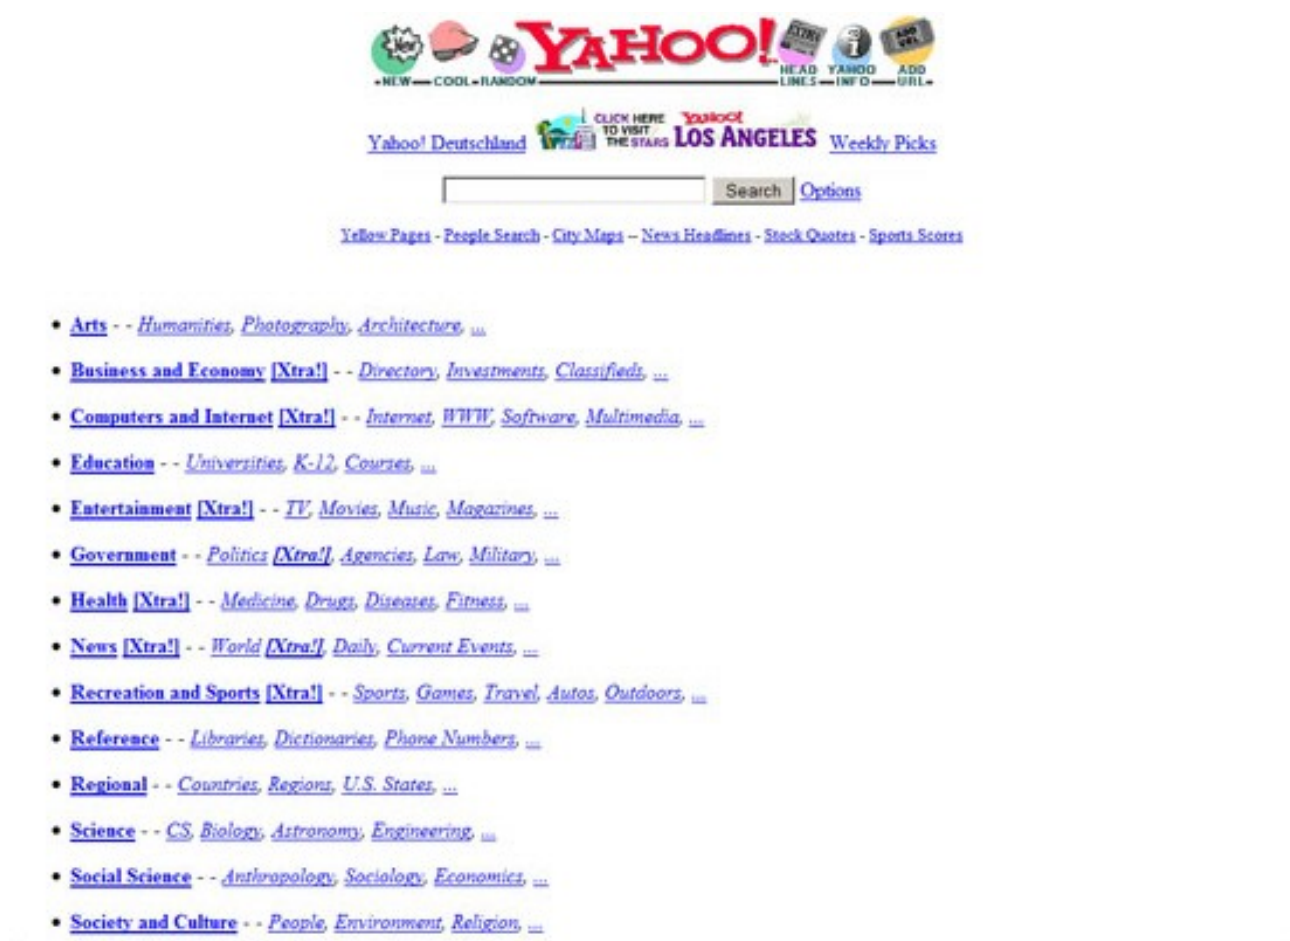 New EXTRA i ADD URL
YAHOO!
NEW COOL RANDOM HEAD LINES YAHOO INFO ADD URL
Yahoo! Deutschland CLICK HERE TO VISIT THE STARS YAHOO! LOS ANGELES Weekly Picks
Search Options
Yellow Pages - People Search - City Maps -- News Headlines - Stock Quotes - Sports Scores
• Arts - - Humanities, Photography, Architecture, ...
• Business and Economy [Xtra!] - - Directory, Investments, Classifieds, ...
• Computers and Internet [Xtra!] - - Internet, WWW, Software, Multimedia, ...
• Education - - Universities, K-12, Courses, ...
• Entertainment [Xtra!] - - TV, Movies, Music, Magazines, ...
• Government - - Politics [Xtra!], Agencies, Law, Military, ...
• Health [Xtra!] - - Medicine, Drugs, Diseases, Fitness, ...
• News [Xtra!] - - World [Xtra!], Daily, Current Events, ...
• Recreation and Sports [Xtra!] - - Sports, Games, Travel, Autos, Outdoors, ...
• Reference - - Libraries, Dictionaries, Phone Numbers, ...
• Regional - - Countries, Regions, U.S. States, ...
• Science - - CS, Biology, Astronomy, Engineering, ...
• Social Science - - Anthropology, Sociology, Economics, ...
• Society and Culture - - People, Environment, Religion, ...